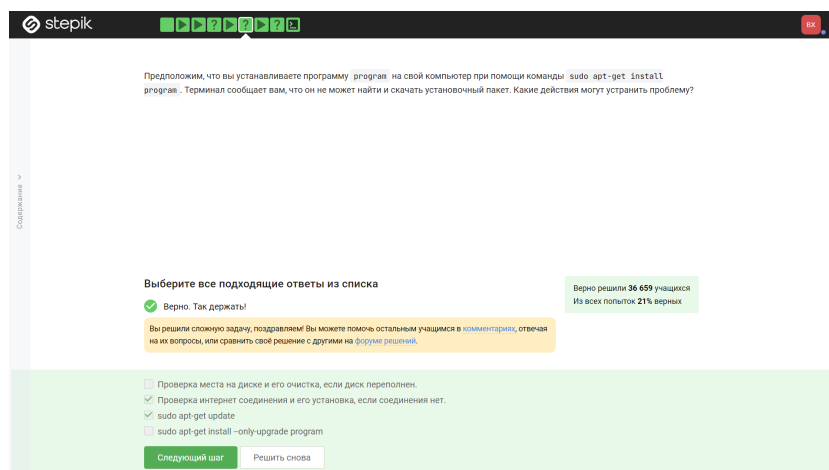 stepik
BX
Предположим, что вы устанавливаете программу program на свой компьютер при помощи команды sudo apt-get install
program . Терминал сообщает вам, что он не может найти и скачать установочный пакет. Какие действия могут устранить проблему?
Содержание
Выберите все подходящие ответы из списка
Верно решили 36 659 учащихся
Из всех попыток 21% верных
Верно. Так держать!
Вы решили сложную задачу, поздравляем! Вы можете помочь остальным учащимся в комментариях, отвечая
на их вопросы, или сравнить своё решение с другими на форуме решений.
Проверка места на диске и его очистка, если диск переполнен.
Проверка интернет соединения и его установка, если соединения нет.
sudo apt-get update
sudo apt-get install –only-upgrade program
Следующий шаг
Решить снова